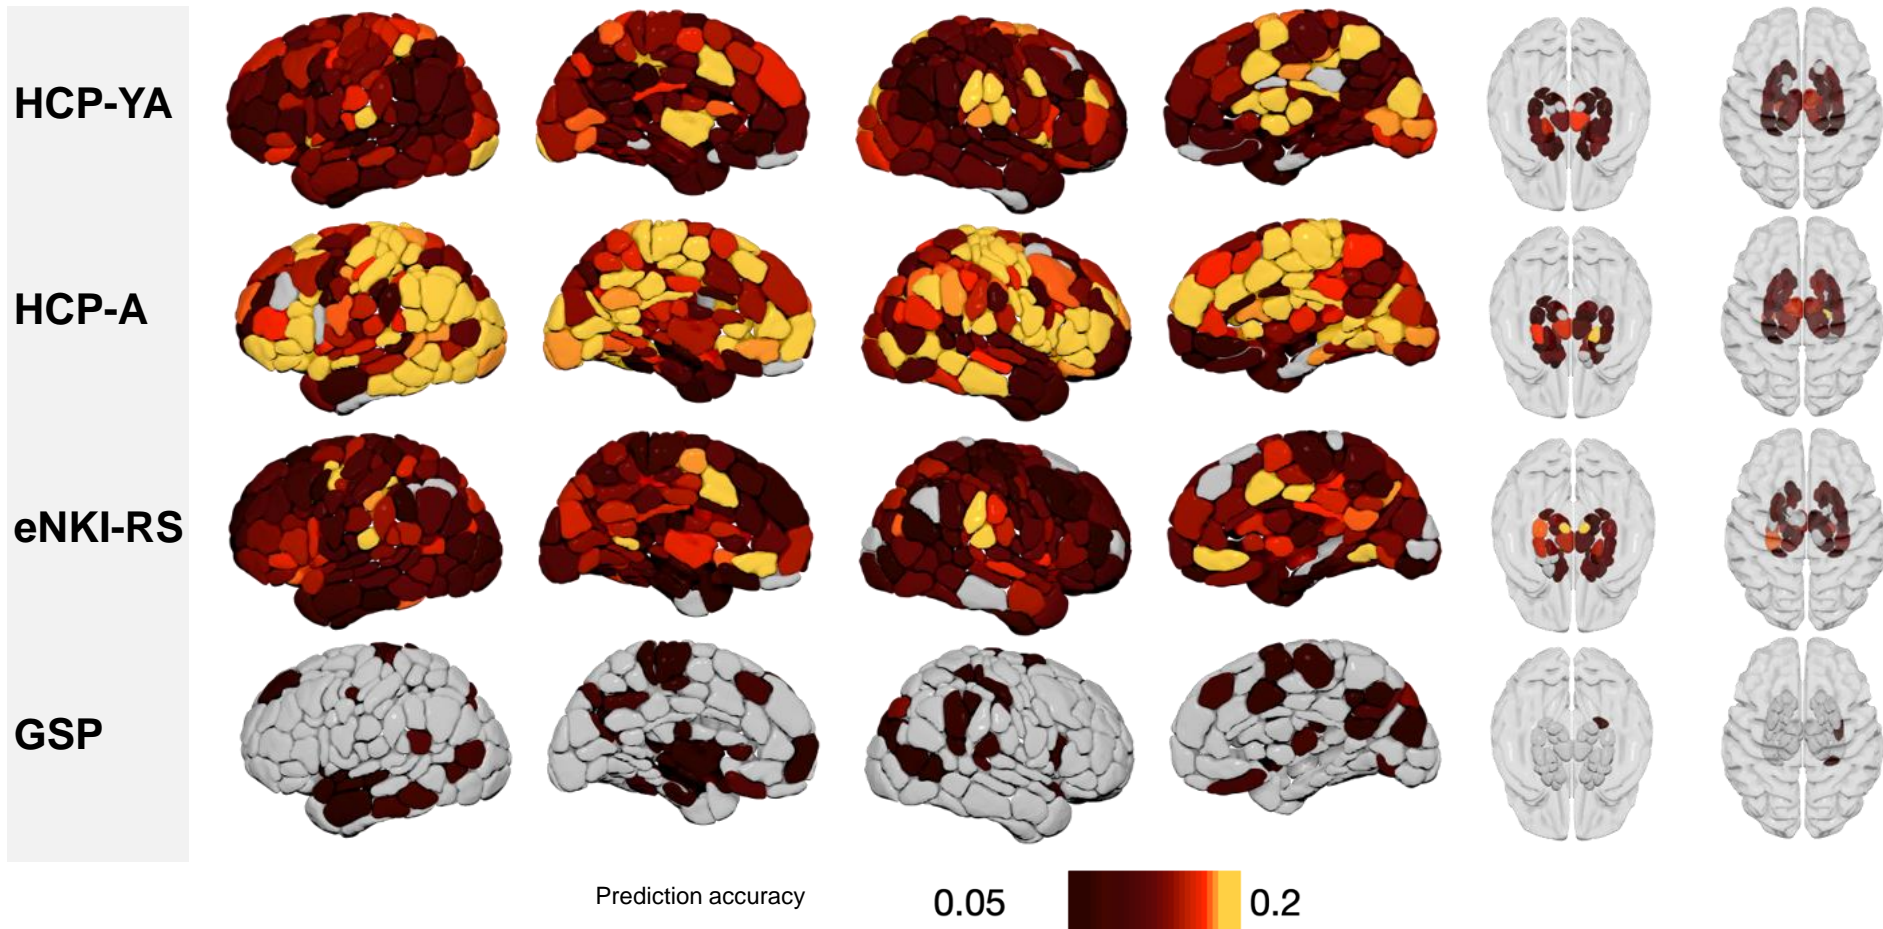 HCP-YA
HCP-A
eNKI-RS
GSP
Prediction accuracy 0.05 0.2